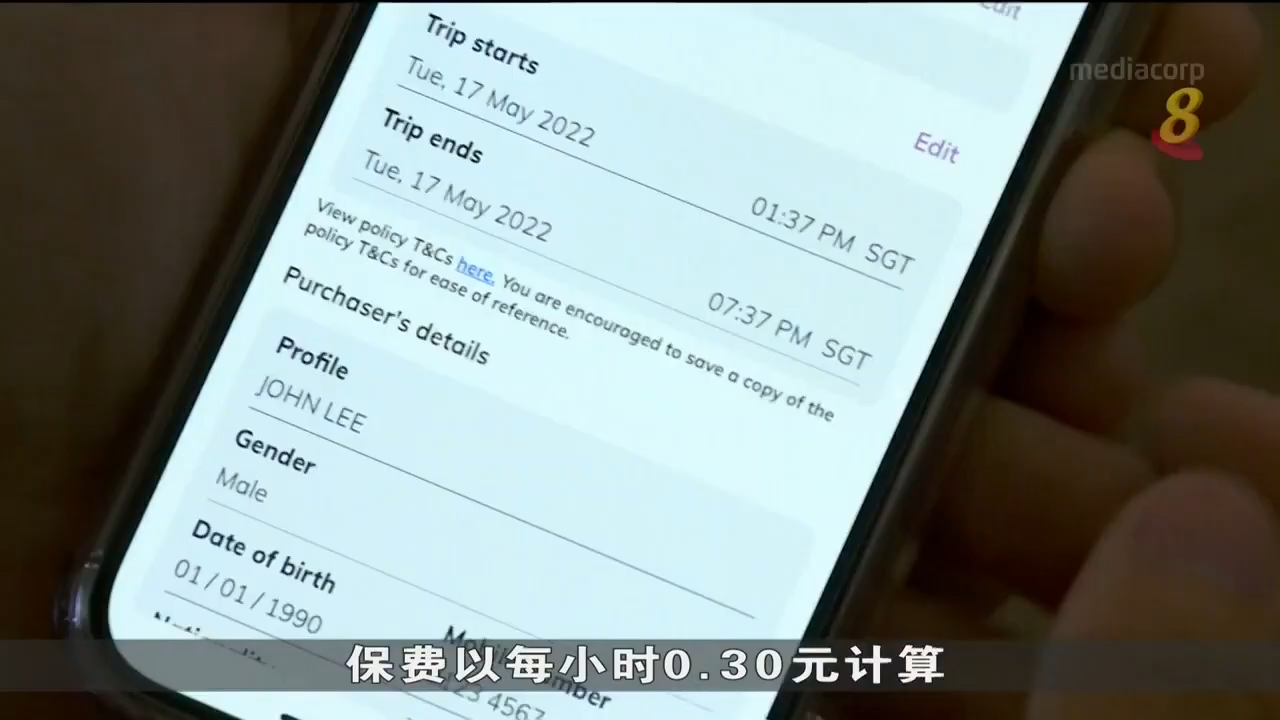 Edit
mediacorp
8
Trip starts
Edit
Tue, 17 May 2022
01:37 PM SGT
Trip ends
Tue, 17 May 2022
07:37 PM SGT
View policy T&Cs here. You are encouraged to save a copy of the
policy T&Cs for ease of reference.
Purchaser's details
Profile
JOHN LEE
Gender
Male
Date of birth
01 / 01 / 1990
4567
保费以每小时0.30元计算